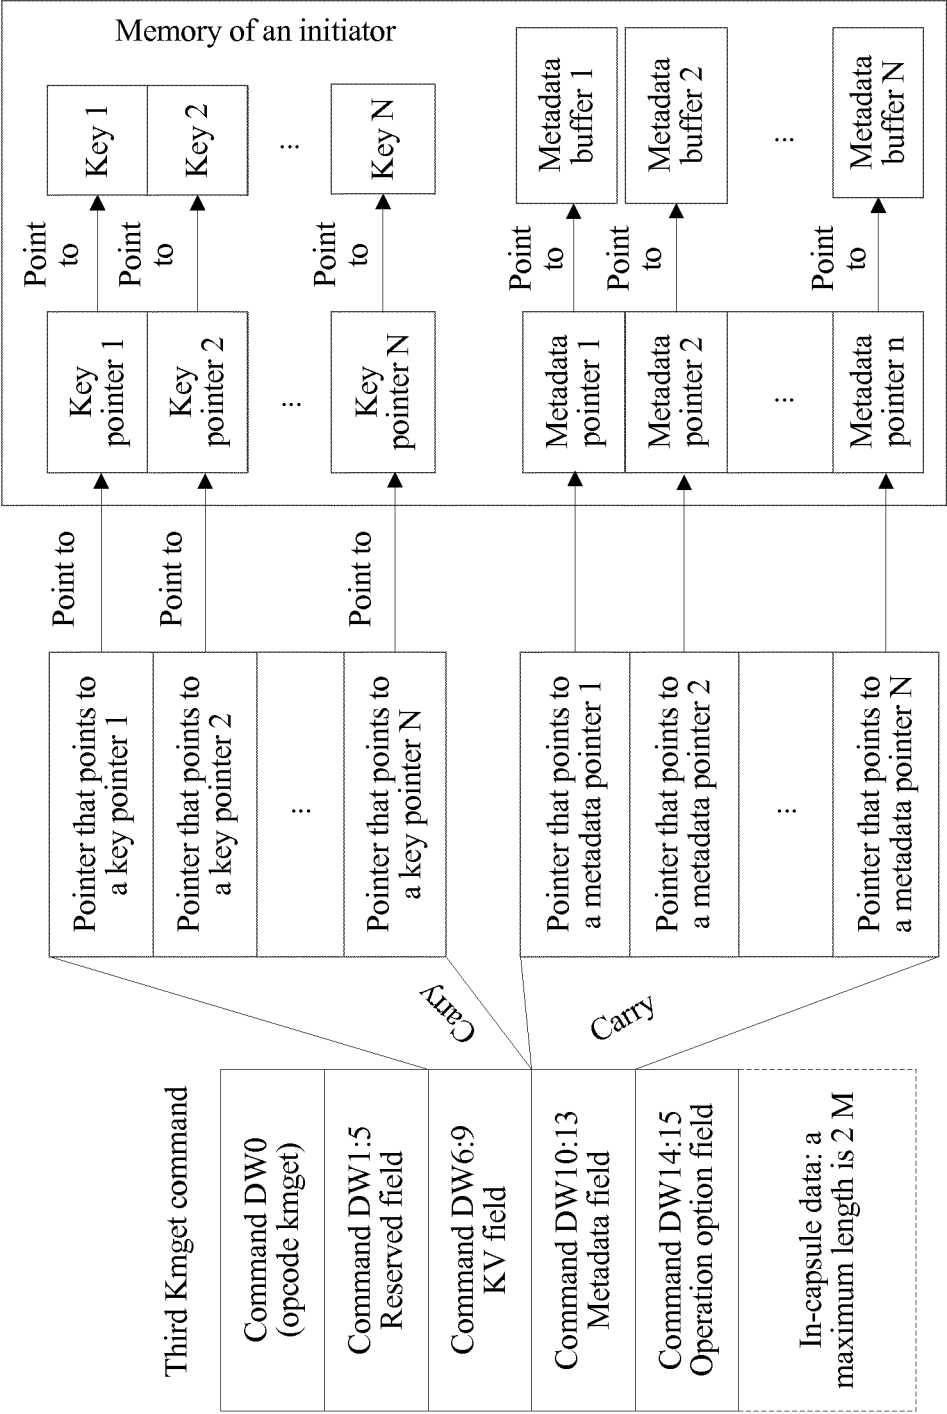 Memory of an initiator
Key 1
Key 2
...
Key N
Metadata
buffer 1
Metadata
buffer 2
...
Metadata
buffer N
Point
to
Point
to
Point
to
Point
to
Point
to
Point
to
Key
pointer 1
Key
pointer 2
...
Key
pointer N
Metadata
pointer 1
Metadata
pointer 2
...
Metadata
pointer n
Point to
Point to
Point to
Pointer that points to
a key pointer 1
Pointer that points to
a key pointer 2
...
Pointer that points to
a key pointer N
Pointer that points to
a metadata pointer 1
Pointer that points to
a metadata pointer 2
...
Pointer that points to
a metadata pointer N
Carry
Carry
Third Kmget command
Command DW0
(opcode kmget)
Command DW1:5
Reserved field
Command DW6:9
KV field
Command DW10:13
Metadata field
Command DW14:15
Operation option field
In-capsule data: a
maximum length is 2 M